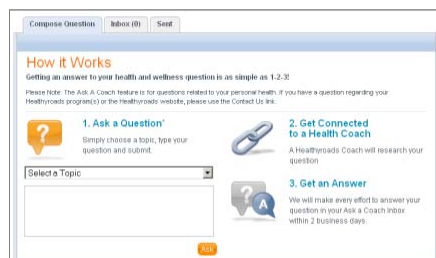 Compose Question Inbox (0) Sent
How it Works
Getting an answer to your health and wellness question is as simple as 1-2-3!
Please Note: The Ask A Coach feature is for questions related to your personal health. If you have a question regarding your
Healthyroads program(s) or the Healthyroads website, please use the Contact Us link.
1. Ask a Question*
Simply choose a topic, type your
question and submit.
Select a Topic
Ask
2. Get Connected
to a Health Coach
A Healthyroads Coach will research your
question
3. Get an Answer
We will make every effort to answer your
question in your Ask a Coach Inbox
within 2 business days.